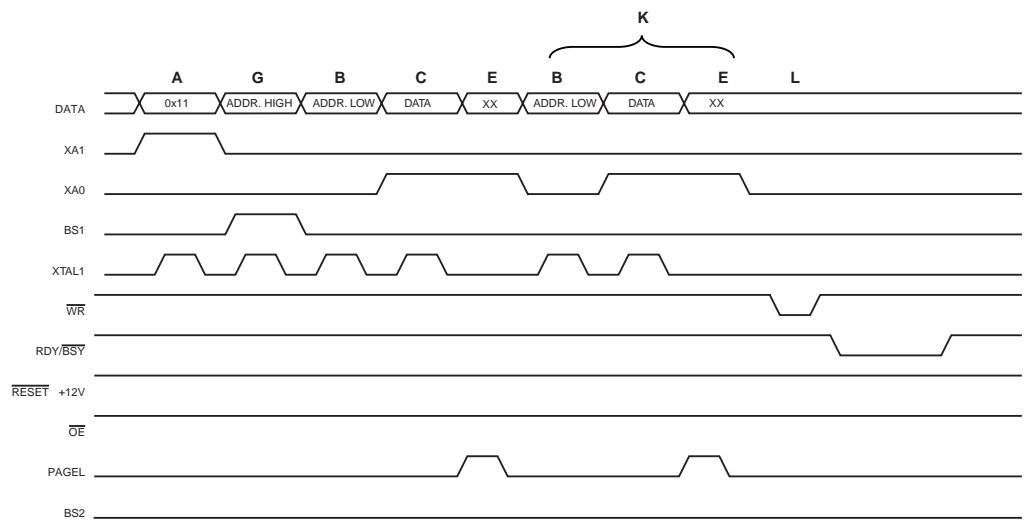 K
A G B C E B C E L
DATA 0x11 ADDR. HIGH ADDR. LOW DATA XX ADDR. LOW DATA XX
XA1
XA0
BS1
XTAL1
WR
RDY/BSY
RESET +12V
OE
PAGEL
BS2